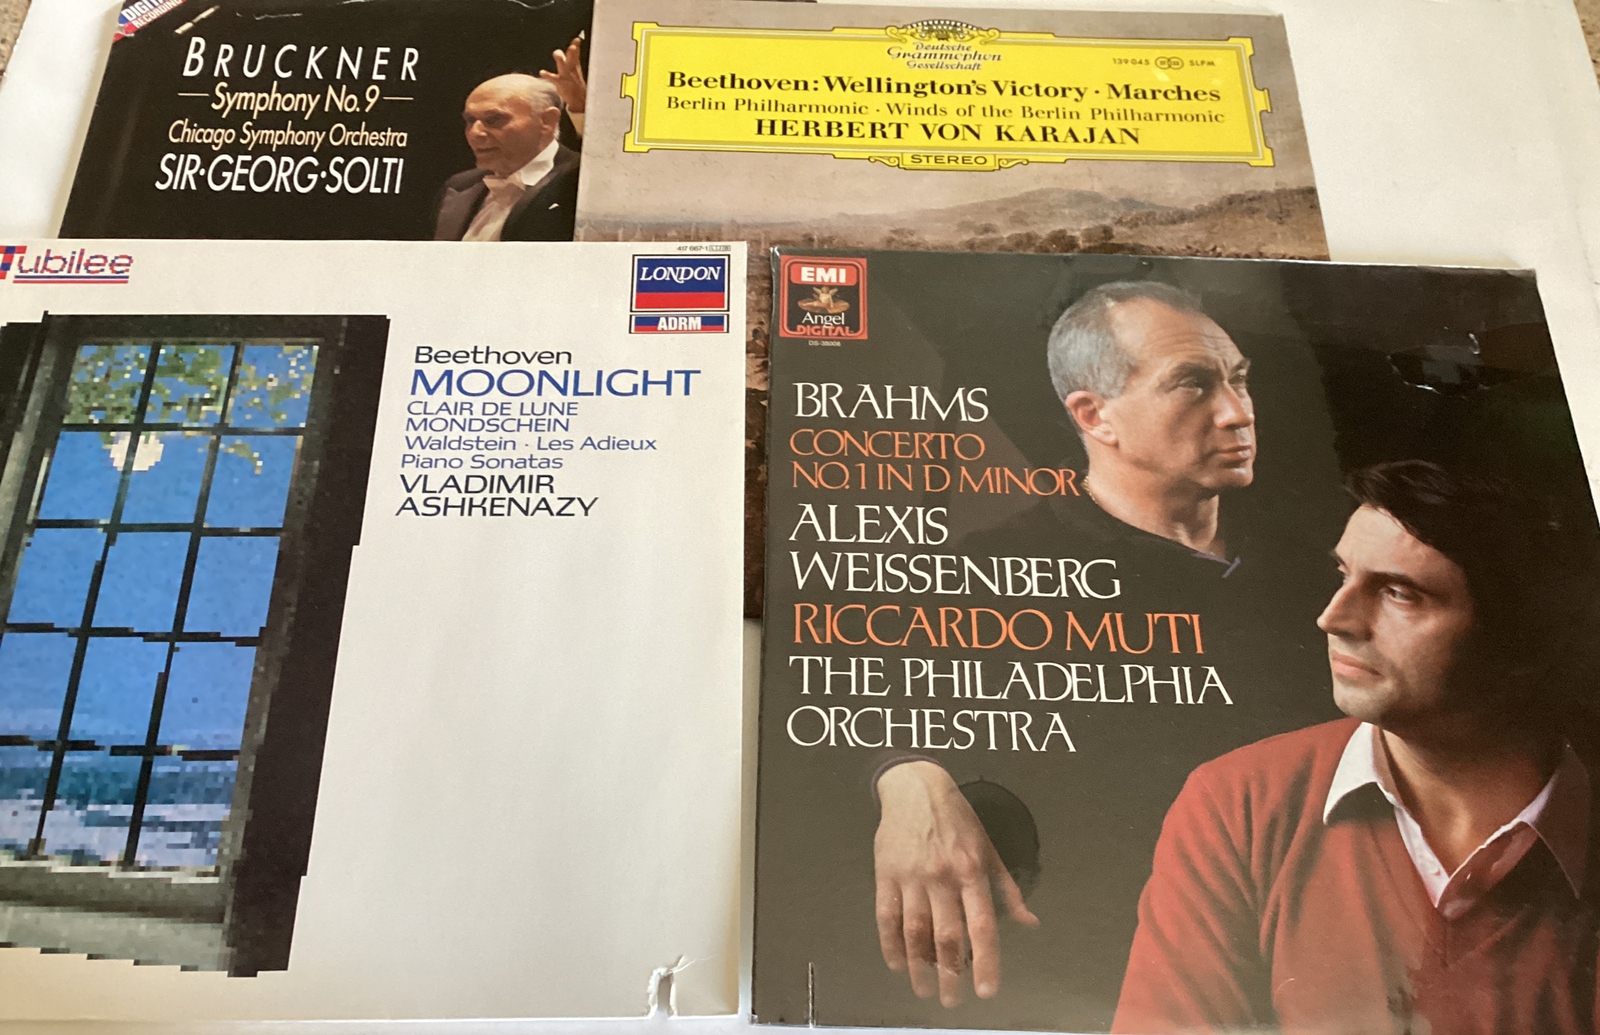 DIGITAL
RECORDING
BRUCKNER
Symphony No. 9
Chicago Symphony Orchestra
SIR·GEORG·SOLTI
Deutsche
Grammophon
Gesellschaft
139 045 SLPM
Beethoven: Wellington's Victory · Marches
Berlin Philharmonic · Winds of the Berlin Philharmonic
HERBERT VON KARAJAN
STEREO
Jubilee
LONDON
ADRM
Beethoven
MOONLIGHT
CLAIR DE LUNE
MONDSCHEIN
Waldstein · Les Adieux
Piano Sonatas
VLADIMIR
ASHKENAZY
EMI
Angel
DIGITAL
DS-38008
BRAHMS
CONCERTO
NO.1 IN D MINOR
ALEXIS
WEISSENBERG
RICCARDO MUTI
THE PHILADELPHIA
ORCHESTRA